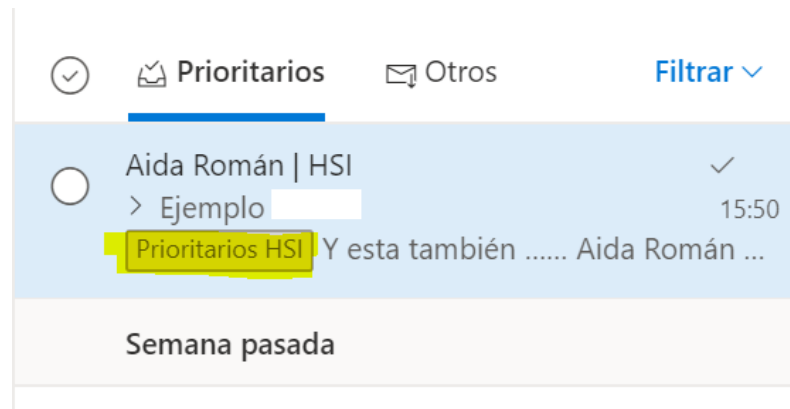 Prioritarios Otros Filtrar
Aida Román | HSI
> Ejemplo 15:50
Prioritarios HSI Y esta también ...... Aida Román ...
Semana pasada